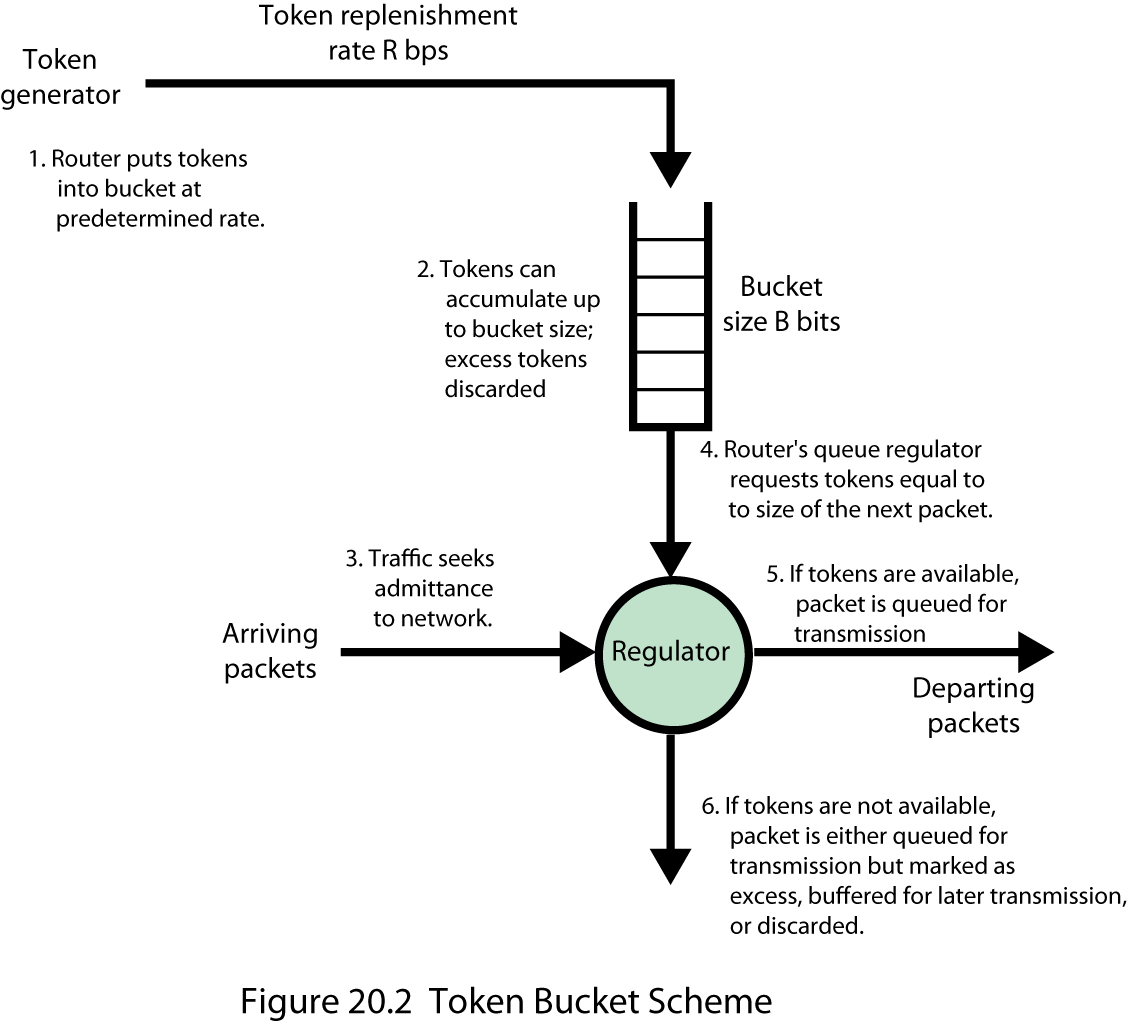 Token replenishment
rate R bps
Token
generator
1. Router puts tokens
into bucket at
predetermined rate.
2. Tokens can
accumulate up
to bucket size;
excess tokens
discarded
Bucket
size B bits
4. Router's queue regulator
requests tokens equal to
to size of the next packet.
3. Traffic seeks
admittance
to network.
Arriving
packets
Regulator
5. If tokens are available,
packet is queued for
transmission
Departing
packets
6. If tokens are not available,
packet is either queued for
transmission but marked as
excess, buffered for later transmission,
or discarded.
Figure 20.2 Token Bucket Scheme